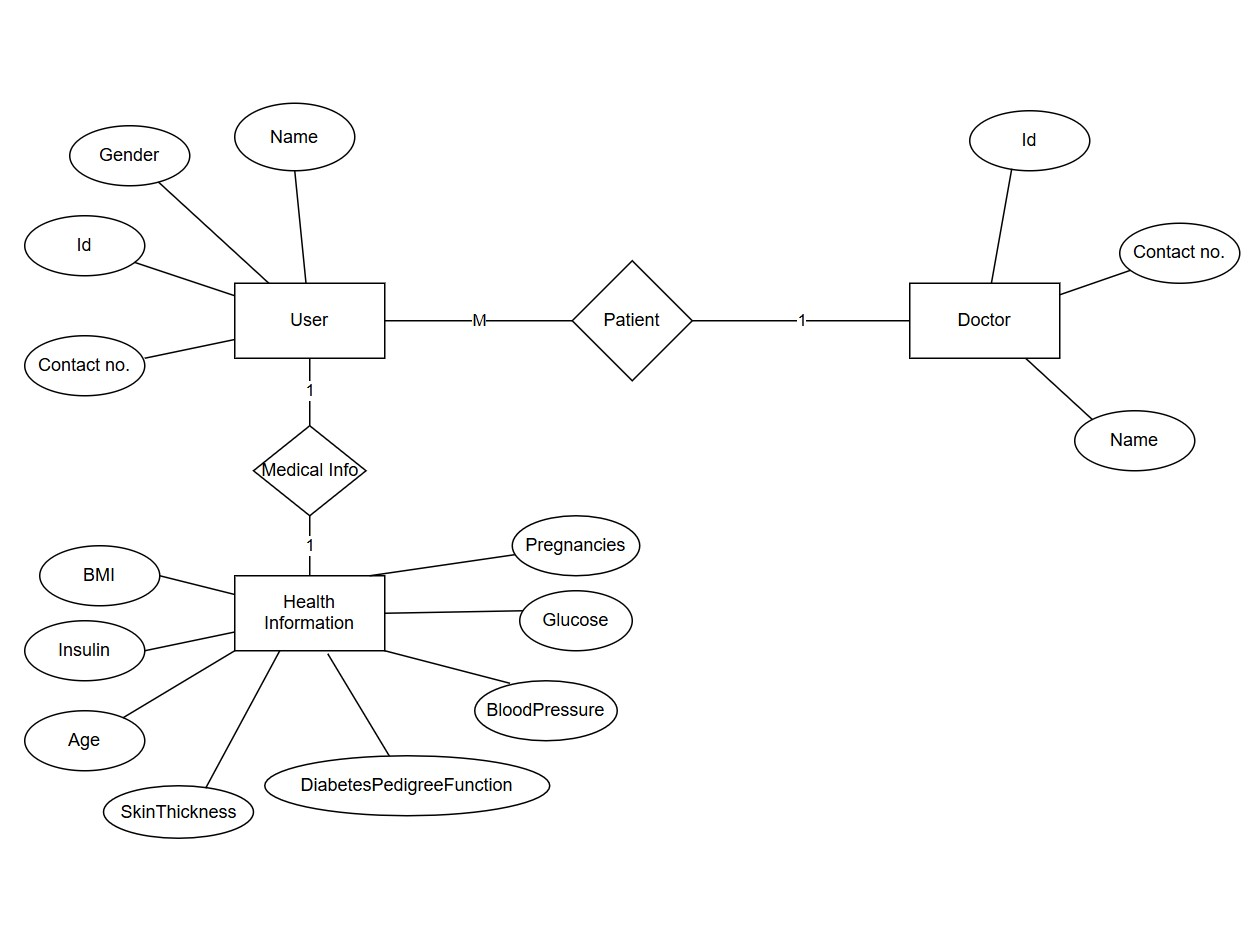 Name
Gender
Id
Id
Contact no.
User
M
Patient
1
Doctor
Contact no.
1
Name
Medical Info
1
Pregnancies
BMI
Health
Information
Glucose
Insulin
BloodPressure
Age
DiabetesPedigreeFunction
SkinThickness